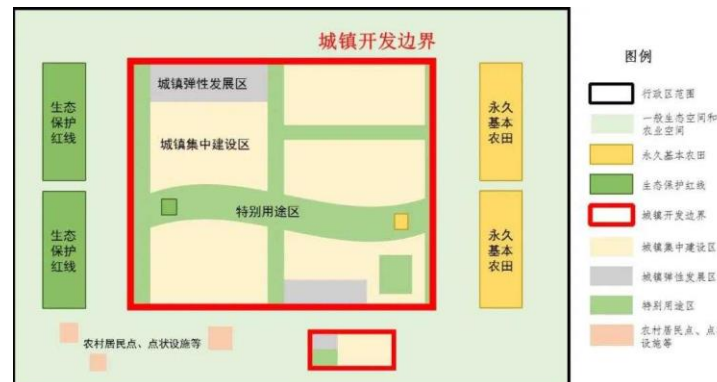 城镇开发边界
城镇弹性发展区
城镇集中建设区
特别用途区
生态
保护
红线
生态
保护
红线
永久
基本
农田
永久
基本
农田
农村居民点、点状设施等
图例
行政区范围
一般生态空间和
农业空间
永久基本农田
生态保护红线
城镇开发边界
城镇集中建设区
城镇弹性发展区
特别用途区
农村居民点、点
设施等